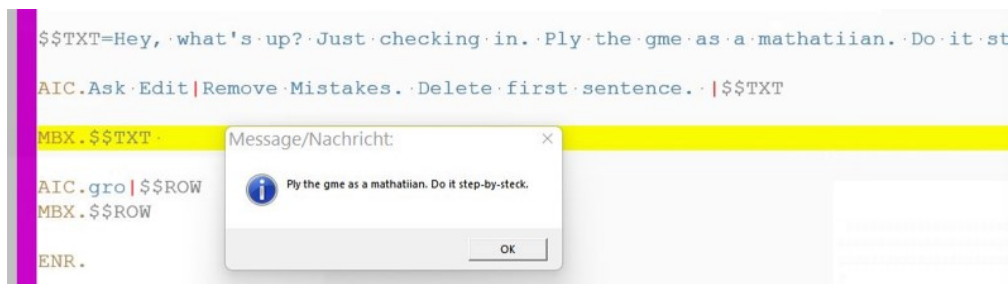 $$TXT=Hey, what's up? Just checking in. Ply the gme as a mathatiian. Do it st
AIC.Ask Edit|Remove Mistakes. Delete first sentence. |$$TXT
MBX.$$TXT
Message/Nachricht:
Ply the gme as a mathatiian. Do it step-by-steck.
AIC.gro|$$ROW
MBX.$$ROW
OK
ENR.